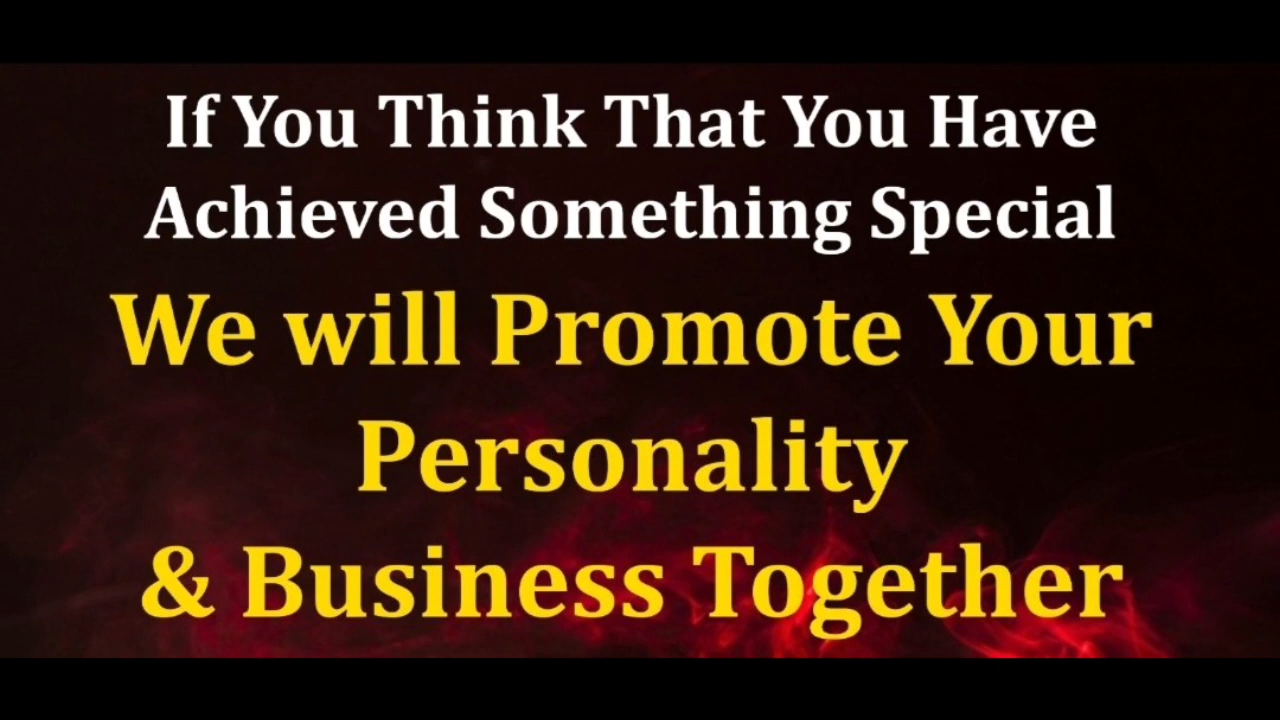 If You Think That You Have
Achieved Something Special
We will Promote Your
Personality
& Business Together